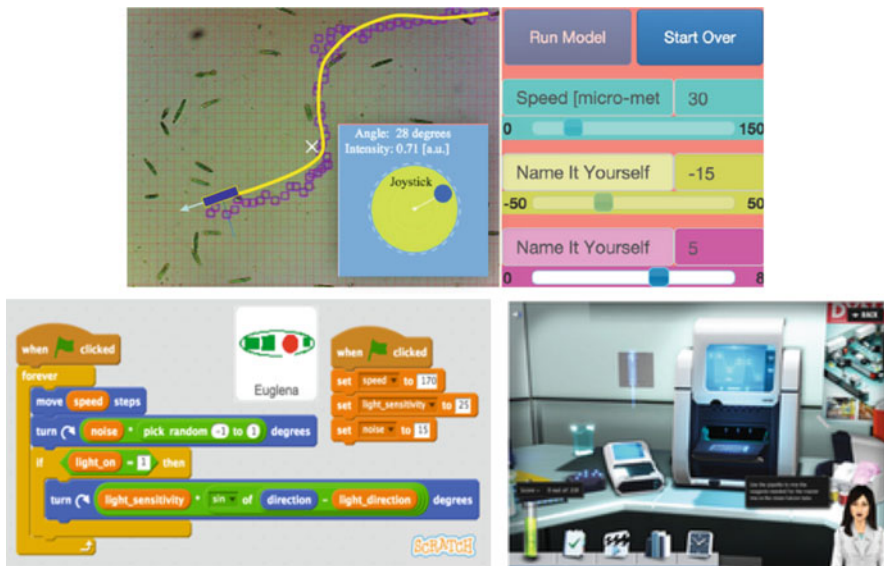 Angle: 28 degrees
Intensity: 0.71 [a.u.]
Joystick
Run Model
Start Over
Speed [micro-met
30
0
150
Name It Yourself
-15
-50
50
Name It Yourself
5
0
8
when clicked
forever
move speed steps
turn noise * pick random -1 to 1 degrees
if light_on = 1 then
turn light_sensitivity * sin of direction - light_direction degrees
Euglena
when clicked
set speed to 170
set light_sensitivity to 25
set noise to 15
SCRATCH
BACK